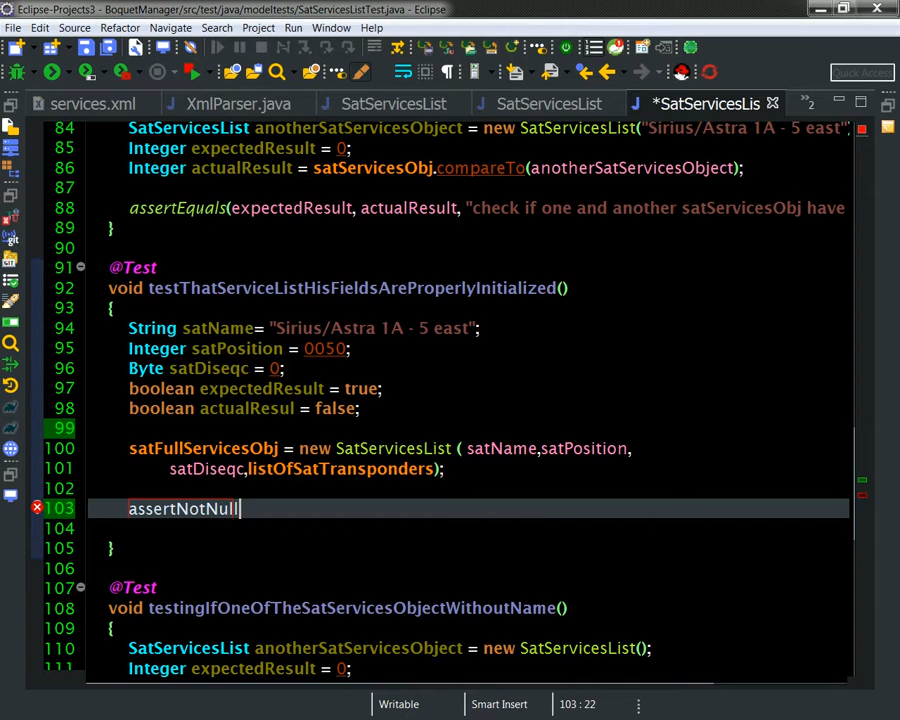 Eclipse-Projects3 - BoquetManager/src/test/java/modeltests/SatServicesListTest.java - Eclipse
File Edit Source Refactor Navigate Search Project Run Window Help
Quick Access
services.xml XmlParser.java SatServicesList SatServicesList *SatServicesLis »2
84 SatServicesList anotherSatServicesObject = new SatServicesList("Sirius/Astra 1A - 5 east"
85 Integer expectedResult = 0;
86 Integer actualResult = satServicesObj.compareTo(anotherSatServicesObject);
87
88 assertEquals(expectedResult, actualResult, "check if one and another satServicesObj have
89 }
90
91 @Test
92 void testThatServiceListHisFieldsAreProperlyInitialized()
93 {
94 String satName= "Sirius/Astra 1A - 5 east";
95 Integer satPosition = 0050;
96 Byte satDiseqc = 0;
97 boolean expectedResult = true;
98 boolean actualResul = false;
99
100 satFullServicesObj = new SatServicesList ( satName,satPosition,
101 satDiseqc,listOfSatTransponders);
102
103 assertNotNull
104
105 }
106
107 @Test
108 void testingIfOneOfTheSatServicesObjectWithoutName()
109 {
110 SatServicesList anotherSatServicesObject = new SatServicesList();
111 Integer expectedResult = 0;
Writable Smart Insert 103 : 22